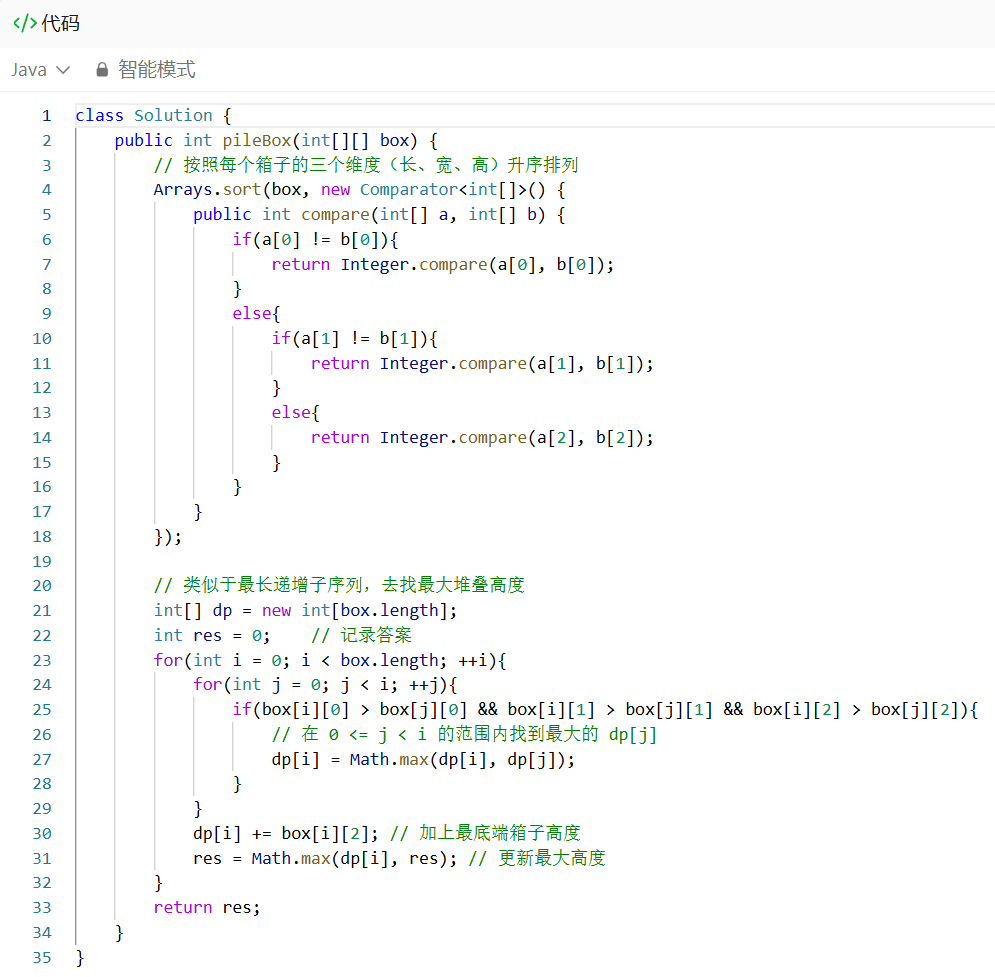 </> 代码
Java 智能模式
1 class Solution {
2     public int pileBox(int[][] box) {
3         // 按照每个箱子的三个维度（长、宽、高）升序排列
4         Arrays.sort(box, new Comparator<int[]>() {
5             public int compare(int[] a, int[] b) {
6                 if(a[0] != b[0]){
7                     return Integer.compare(a[0], b[0]);
8                 }
9                 else{
10                     if(a[1] != b[1]){
11                         return Integer.compare(a[1], b[1]);
12                     }
13                     else{
14                         return Integer.compare(a[2], b[2]);
15                     }
16                 }
17             }
18         });
19
20         // 类似于最长递增子序列，去找最大堆叠高度
21         int[] dp = new int[box.length];
22         int res = 0;    // 记录答案
23         for(int i = 0; i < box.length; ++i){
24             for(int j = 0; j < i; ++j){
25                 if(box[i][0] > box[j][0] && box[i][1] > box[j][1] && box[i][2] > box[j][2]){
26                     // 在 0 <= j < i 的范围内找到最大的 dp[j]
27                     dp[i] = Math.max(dp[i], dp[j]);
28                 }
29             }
30             dp[i] += box[i][2]; // 加上最底端箱子高度
31             res = Math.max(dp[i], res); // 更新最大高度
32         }
33         return res;
34     }
35 }